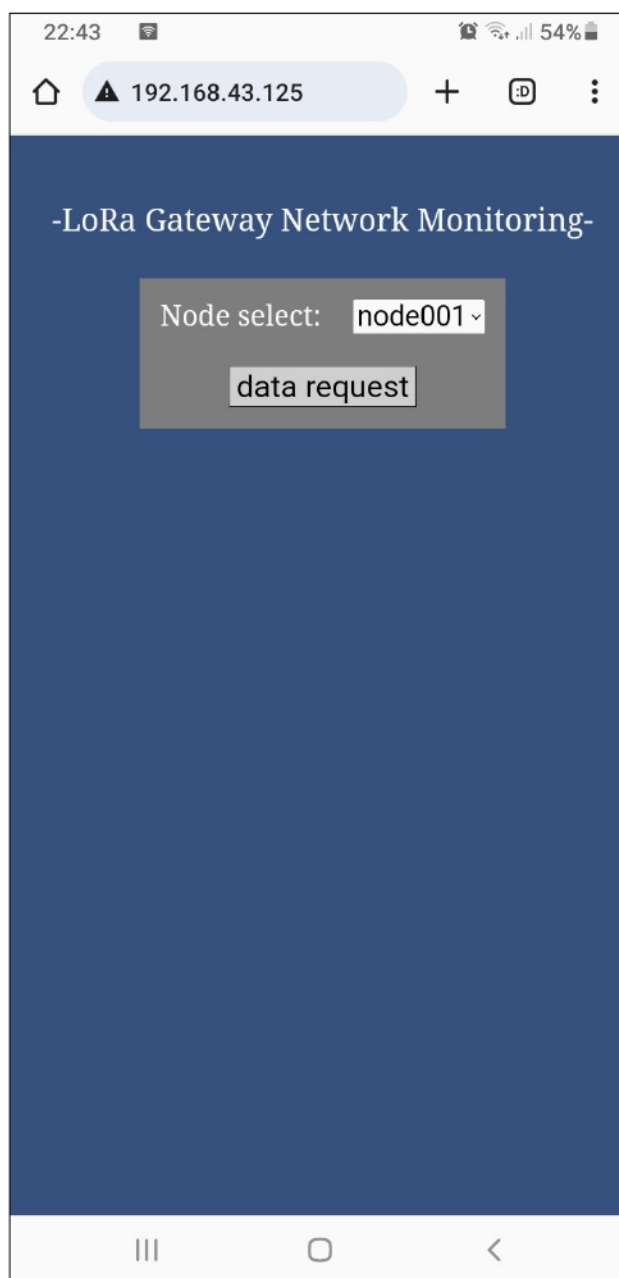 22:43 54%
192.168.43.125 :D
-LoRa Gateway Network Monitoring-
Node select: node001
data request